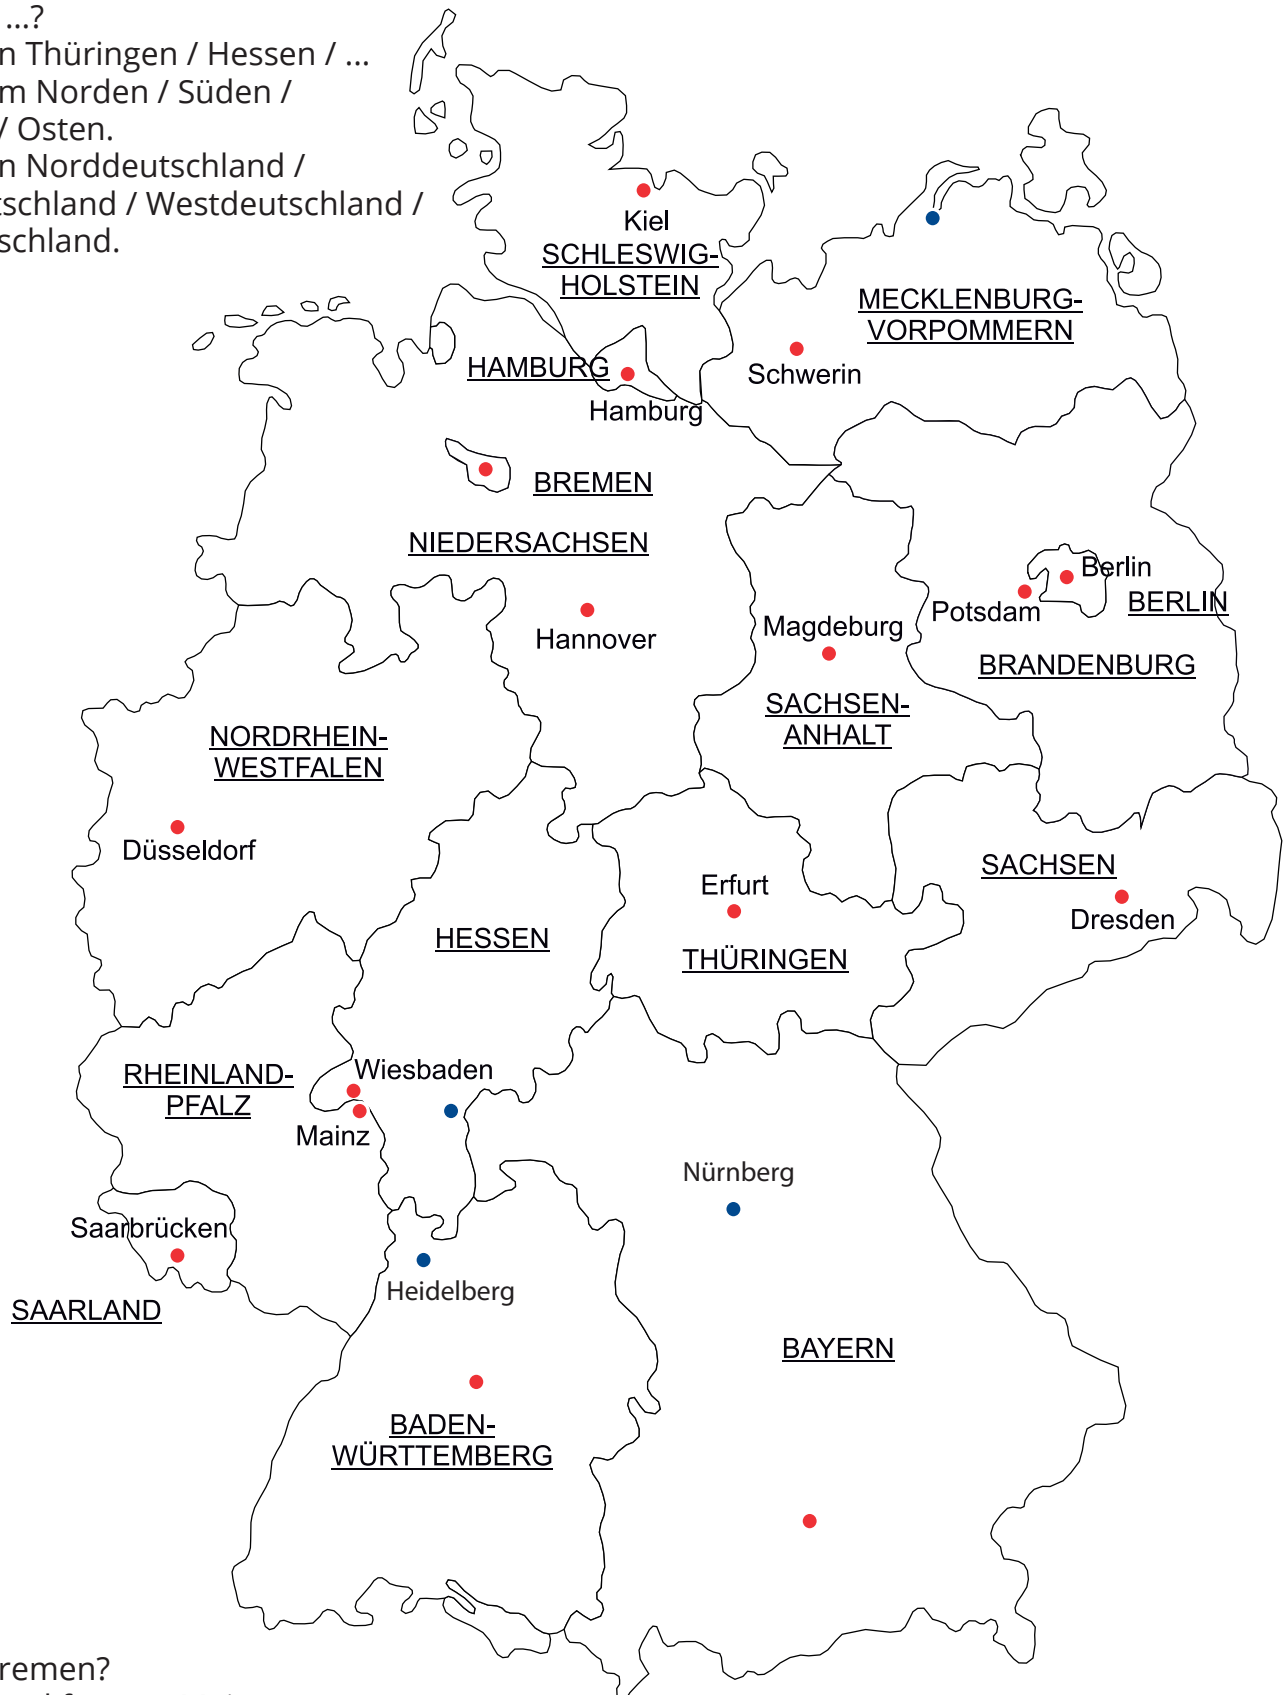 ...?
n Thüringen / Hessen / ...
m Norden / Süden /
/ Osten.
n Norddeutschland /
tschland / Westdeutschland /
schland.
Kiel
SCHLESWIG-
HOLSTEIN
MECKLENBURG-
VORPOMMERN
HAMBURG
Schwerin
Hamburg
BREMEN
NIEDERSACHSEN
Berlin
Potsdam
BERLIN
Hannover
Magdeburg
BRANDENBURG
SACHSEN-
ANHALT
NORDRHEIN-
WESTFALEN
Düsseldorf
SACHSEN
Erfurt
Dresden
HESSEN
THÜRINGEN
Wiesbaden
RHEINLAND-
PFALZ
Mainz
Nürnberg
Saarbrücken
Heidelberg
SAARLAND
BAYERN
BADEN-
WÜRTTEMBERG
remen?